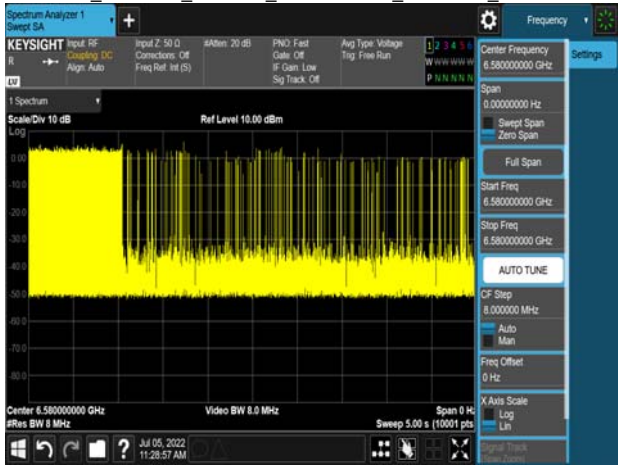 Spectrum Analyzer 1
Swept SA
+
Frequency
KEYSIGHT
R
LXI
Input: RF
Coupling: DC
Align: Auto
Input Z: 50 Ω
Corrections: Off
Freq Ref: Int (S)
#Atten: 20 dB
PNO: Fast
Gate: Off
IF Gain: Low
Sig Track: Off
Avg Type: Voltage
Trig: Free Run
1 2 3 4 5 6
W W W W W W
P N N N N N
1 Spectrum
Scale/Div 10 dB
Ref Level 10.00 dBm
Log
0.00
-10.0
-20.0
-30.0
-40.0
-50.0
-60.0
-70.0
-80.0
Center 6.580000000 GHz
#Res BW 8 MHz
Video BW 8.0 MHz
Span 0 Hz
Sweep 5.00 s (10001 pts
Jul 05, 2022
11:28:57 AM
?
Center Frequency
6.580000000 GHz
Settings
Span
0.00000000 Hz
Swept Span
Zero Span
Full Span
Start Freq
6.580000000 GHz
Stop Freq
6.580000000 GHz
AUTO TUNE
CF Step
8.000000 MHz
Auto
Man
Freq Offset
0 Hz
X Axis Scale
Log
Lin
Signal Track
(Span Zoom)